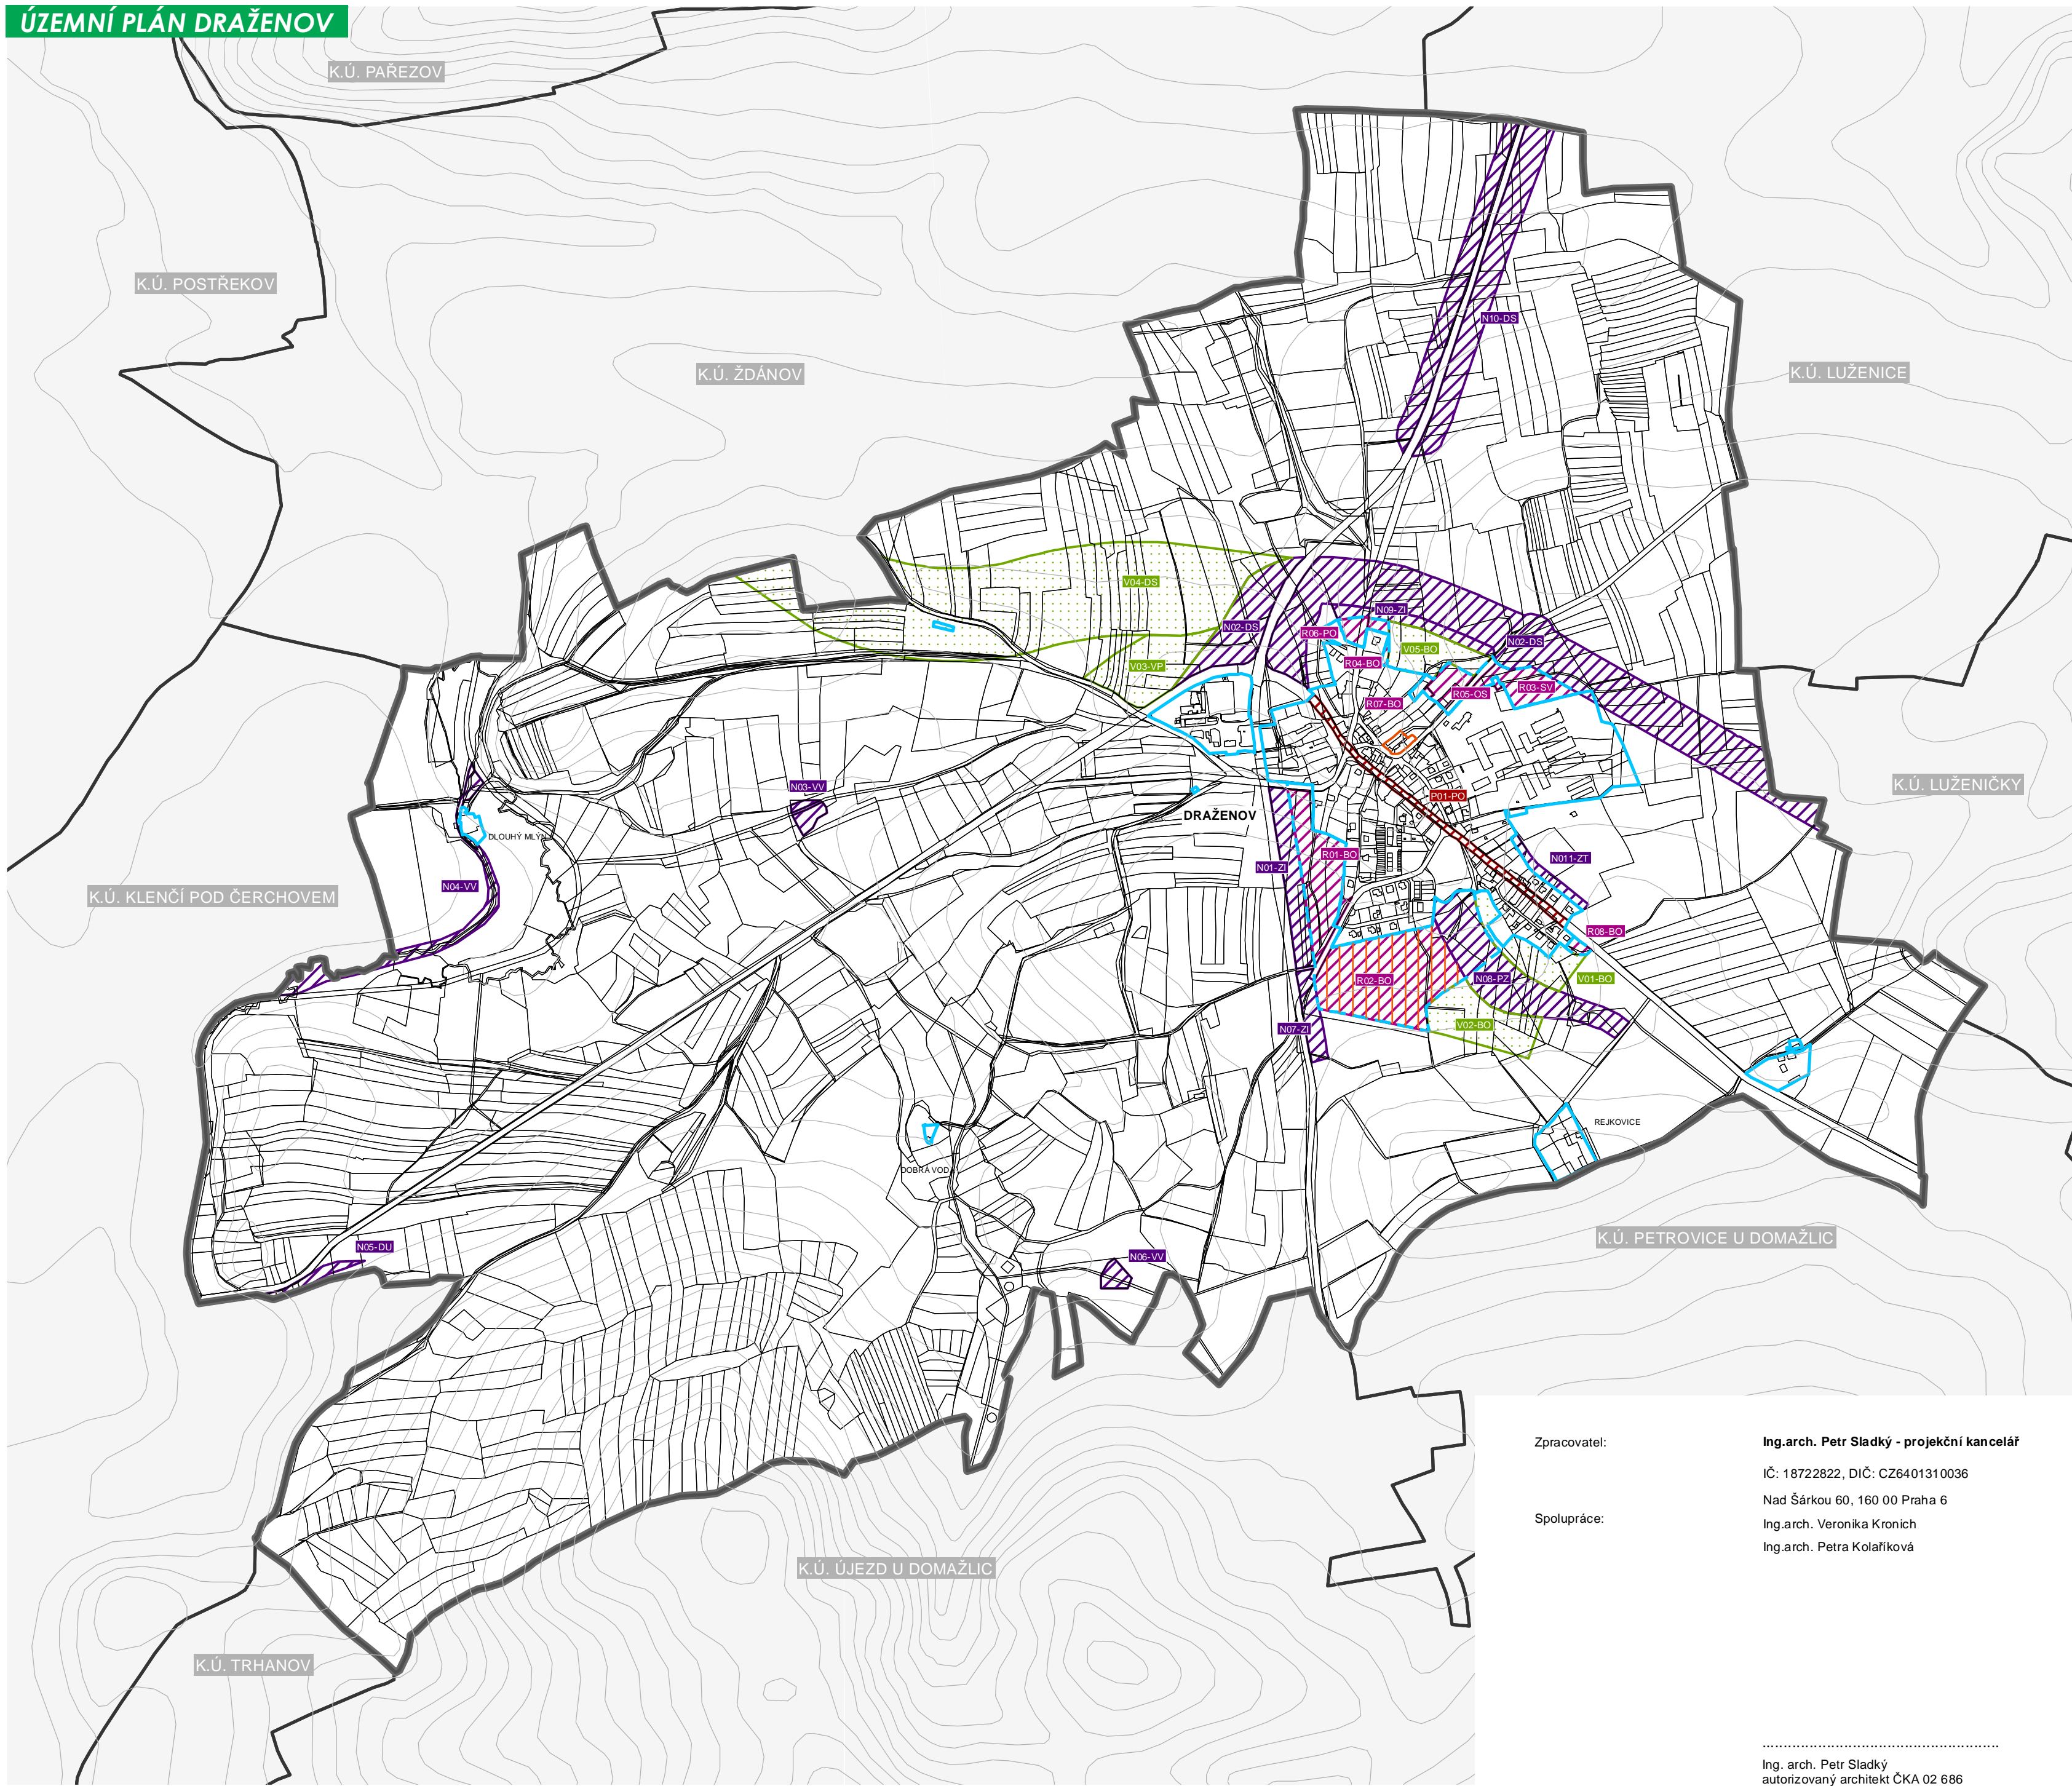 ÚZEMNÍ PLÁN DRAŽENOV
K.Ú. PAŘEZOV
K.Ú. POSTŘEKOV
N10-DS
K.Ú. ŽDÁNOV
K.Ú. LUŽENICE
V04-DS
N09-ZI
N02-DS
R06-PO
N02-DS
V05-BO
R04-BO
V03-VP
R03-SV
R05-OS
R07-BO
K.Ú. LUŽENIČKY
N03-VV
P01-PO
DRAŽENOV
DLOUHÝ MLÝN
R01-BO
N011-ZT
N01-ZI
N04-VV
K.Ú. KLENČÍ POD ČERCHOVEM
R08-BO
R02-BO
N08-PZ
V01-BO
V02-BO
N07-ZI
REJKOVICE
DOBRÁ VODA
K.Ú. PETROVICE U DOMAŽLIC
N05-DU
N06-VV
Zpracovatel:
Ing.arch. Petr Sladký - projekční kancelář
IČ: 18722822, DIČ: CZ6401310036
Nad Šárkou 60, 160 00 Praha 6
Spolupráce:
Ing.arch. Veronika Kronich
Ing.arch. Petra Kolaříková
K.Ú. ÚJEZD U DOMAŽLIC
K.Ú. TRHANOV
Ing. arch. Petr Sladký
autorizovaný architekt ČKA 02 686